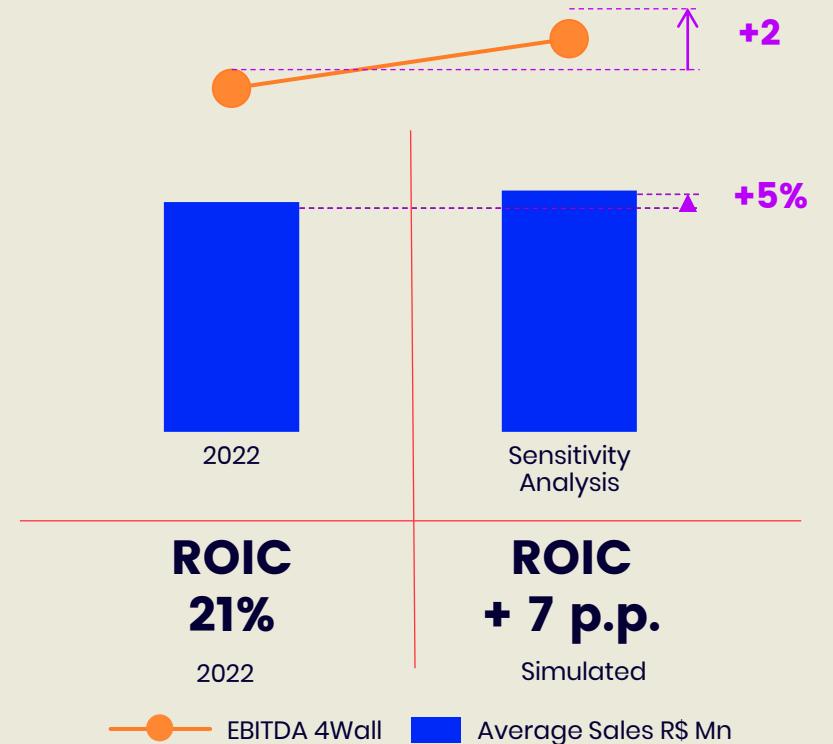 +2
+5%
2022
Sensitivity
Analysis
ROIC
21%
2022
ROIC
+ 7 p.p.
Simulated
EBITDA 4Wall
Average Sales R$ Mn